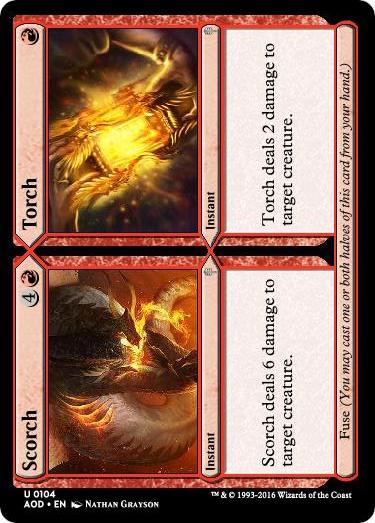 Scorch 4
Instant
Scorch deals 6 damage to
target creature.
Torch
Instant
Torch deals 2 damage to
target creature.
Fuse (You may cast one or both halves of this card from your hand.)
U 0104
AOD • EN NATHAN GRAYSON
™ & © 1993-2016 Wizards of the Coast